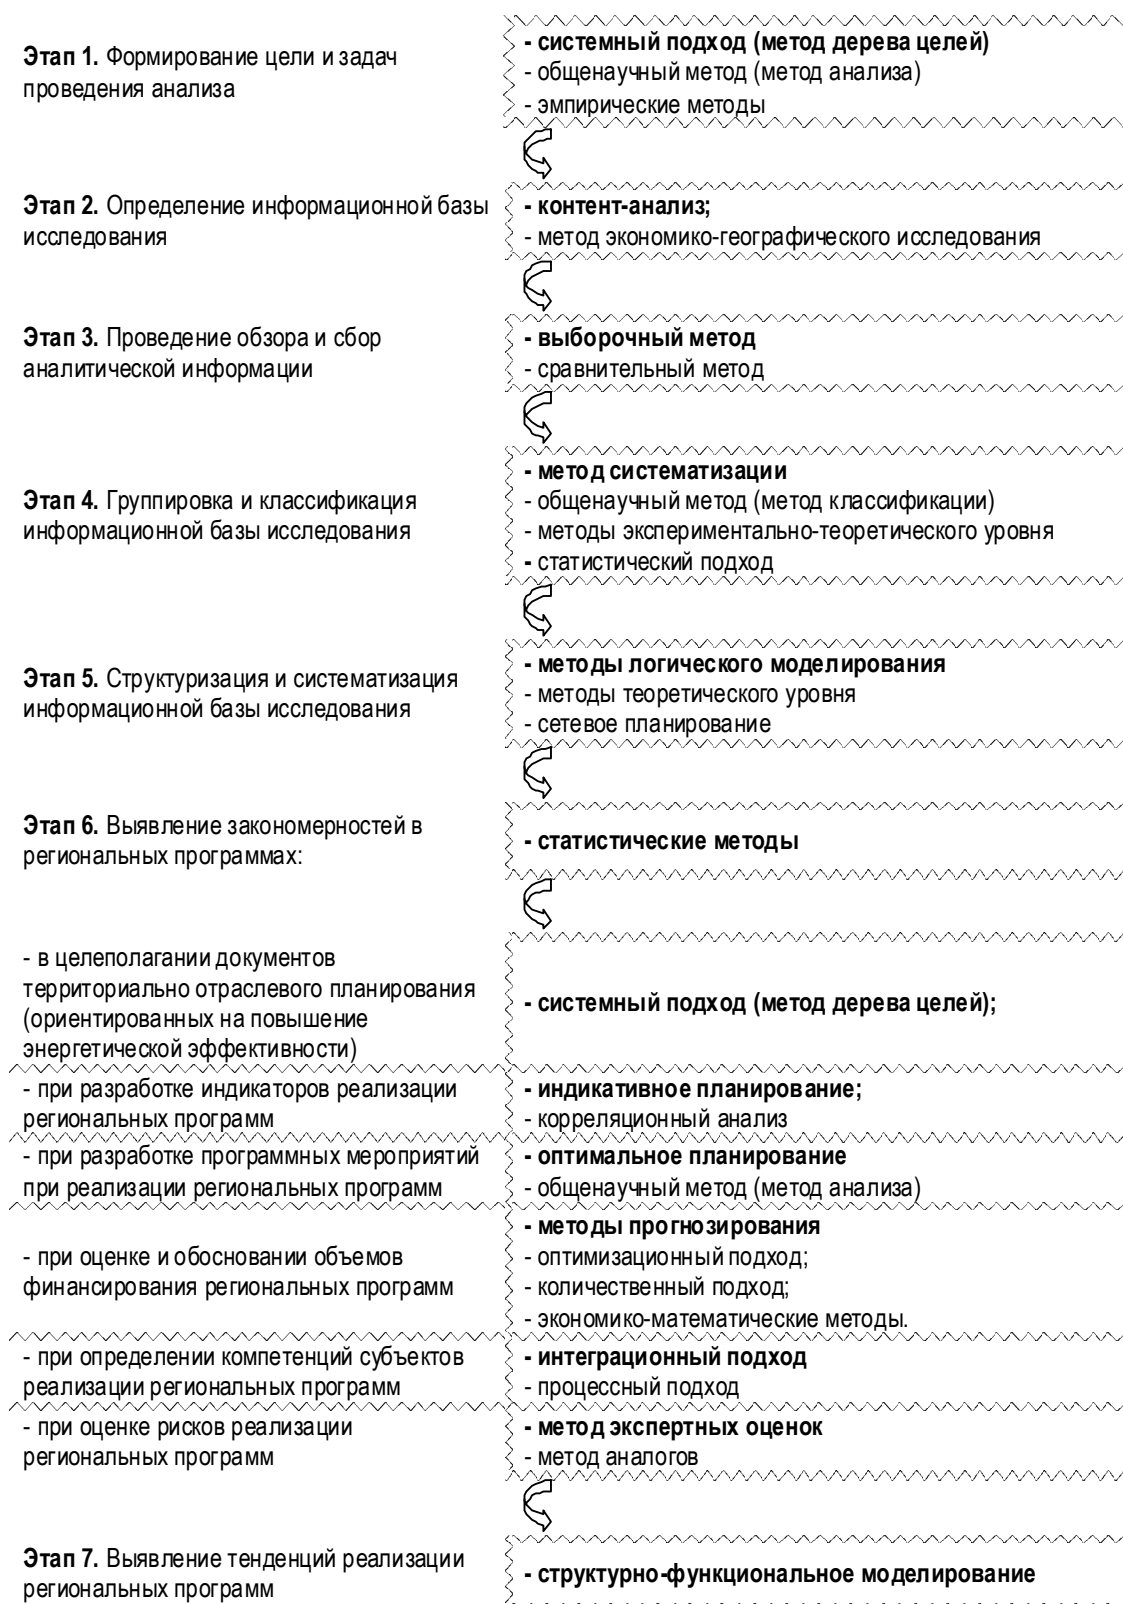 Этап 1. Формирование цели и задач
проведения анализа
- системный подход (метод дерева целей)
- общенаучный метод (метод анализа)
- эмпирические методы
Этап 2. Определение информационной базы
исследования
- контент-анализ;
- метод экономико-географического исследования
Этап 3. Проведение обзора и сбор
аналитической информации
- выборочный метод
- сравнительный метод
Этап 4. Группировка и классификация
информационной базы исследования
- метод систематизации
- общенаучный метод (метод классификации)
- методы экспериментально-теоретического уровня
- статистический подход
Этап 5. Структуризация и систематизация
информационной базы исследования
- методы логического моделирования
- методы теоретического уровня
- сетевое планирование
Этап 6. Выявление закономерностей в
региональных программах:
- статистические методы
- в целеполагании документов
территориально отраслевого планирования
(ориентированных на повышение
энергетической эффективности)
- системный подход (метод дерева целей);
- при разработке индикаторов реализации
региональных программ
- индикативное планирование;
- корреляционный анализ
- при разработке программных мероприятий
при реализации региональных программ
- оптимальное планирование
- общенаучный метод (метод анализа)
- при оценке и обосновании объемов
финансирования региональных программ
- методы прогнозирования
- оптимизационный подход;
- количественный подход;
- экономико-математические методы.
- при определении компетенций субъектов
реализации региональных программ
- интеграционный подход
- процессный подход
- при оценке рисков реализации
региональных программ
- метод экспертных оценок
- метод аналогов
Этап 7. Выявление тенденций реализации
региональных программ
- структурно-функциональное моделирование